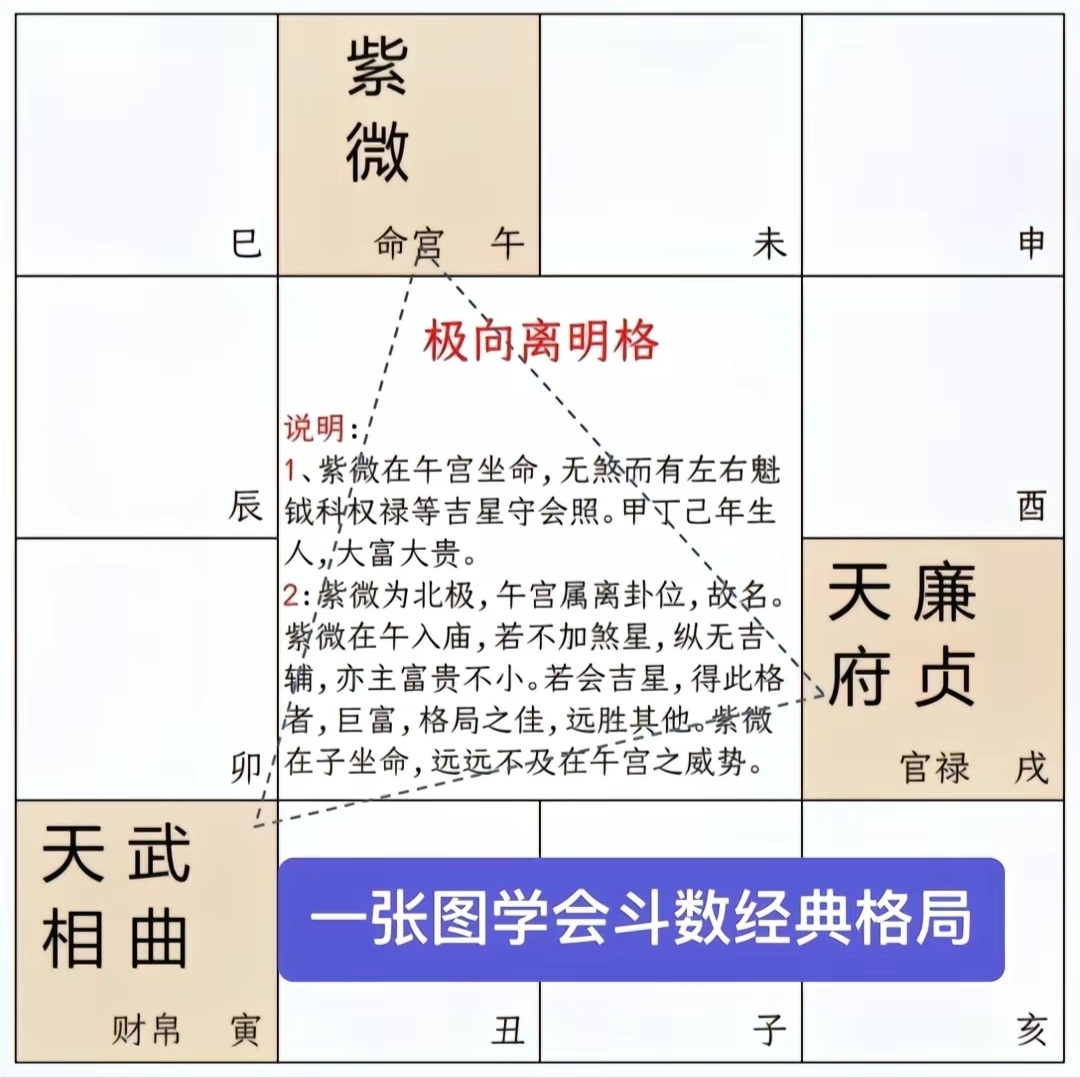 紫
微
命宫 午
巳
未
申
极向离明格
说明:
1、紫微在午宫坐命,无煞而有左右魁
钺科权禄等吉星守会照。甲丁己年生
人,大富大贵。
2:紫微为北极,午宫属离卦位,故名。
紫微在午入庙,若不加煞星,纵无吉
辅,亦主富贵不小。若会吉星,得此格
者,巨富,格局之佳,远胜其他。紫微
在子坐命,远远不及在午宫之威势。
辰
酉
卯
天廉
府贞
官禄 戌
天武
相曲
财帛 寅
一张图学会斗数经典格局
丑
子
亥